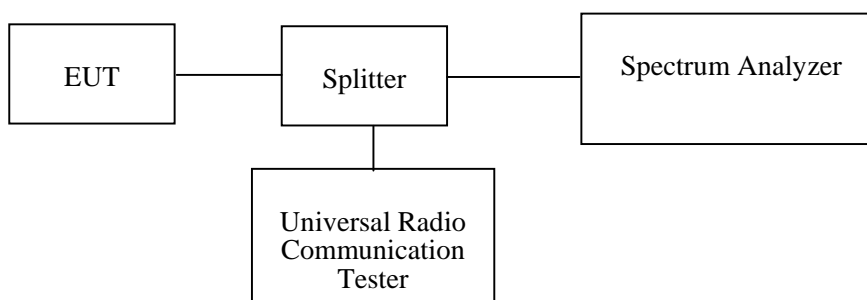 EUT
Splitter
Spectrum Analyzer
Universal Radio
Communication
Tester